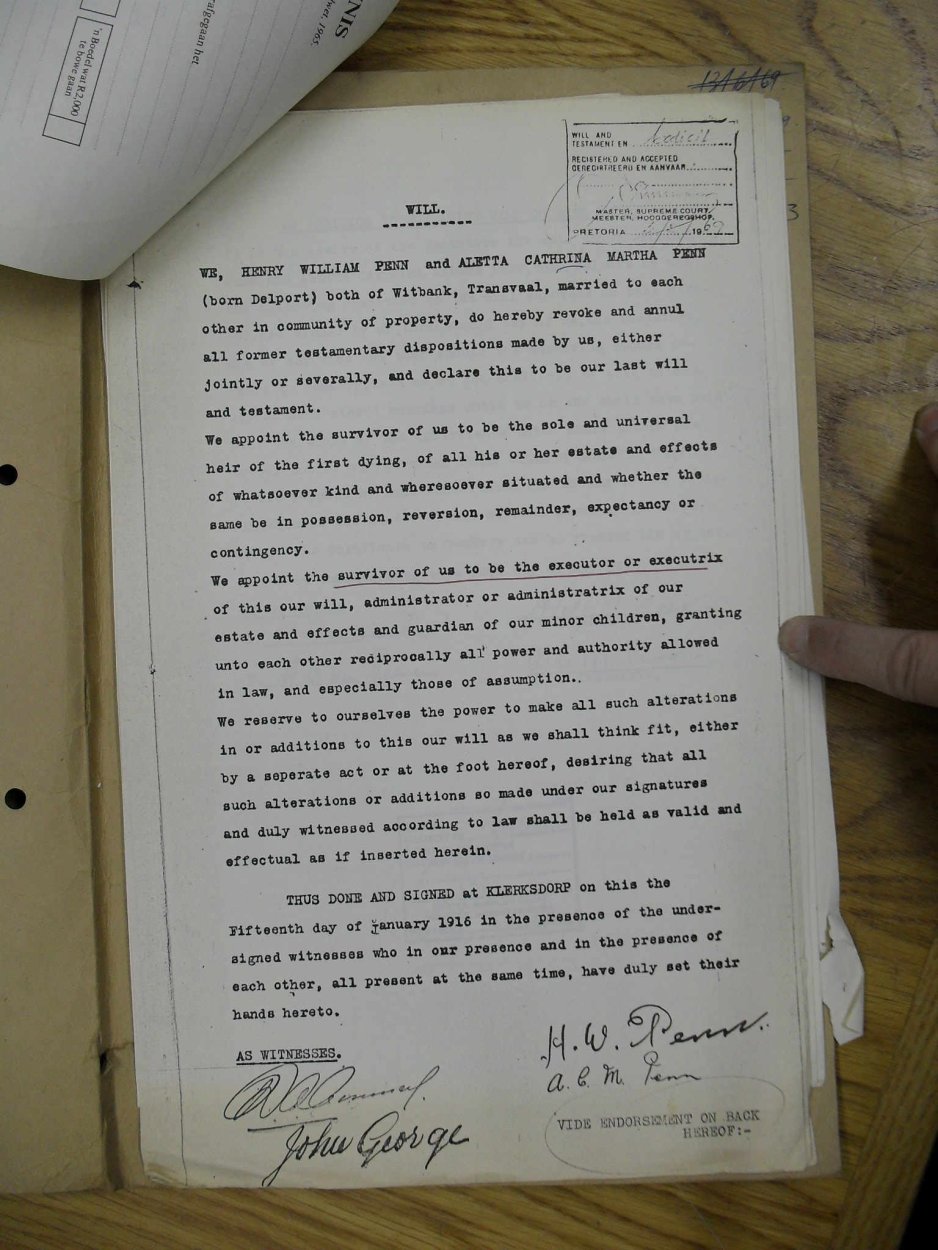 NIS
wet, 1965.
afgegaan het
'n Boedel wat R2,000
te bowe gaan
13/6/69
WILL AND
TESTAMENT EN codicil
REGISTERED AND ACCEPTED
GEREGISTREERD EN AANVAAR
MASTER, SUPREME COURT
MEESTER, HOOGGEREGSHOF,
PRETORIA 1969
3
WILL.
WE, HENRY WILLIAM PENN and ALETTA CATHRINA MARTHA PENN
(born Delport) both of Witbank, Transvaal, married to each
other in community of property, do hereby revoke and annul
all former testamentary dispositions made by us, either
jointly or severally, and declare this to be our last will
and testament.
We appoint the survivor of us to be the sole and universal
heir of the first dying, of all his or her estate and effects
of whatsoever kind and wheresoever situated and whether the
same be in possession, reversion, remainder, expectancy or
contingency.
We appoint the survivor of us to be the executor or executrix
of this our will, administrator or administratrix of our
estate and effects and guardian of our minor children, granting
unto each other reciprocally all power and authority allowed
in law, and especially those of assumption..
We reserve to ourselves the power to make all such alterations
in or additions to this our will as we shall think fit, either
by a seperate act or at the foot hereof, desiring that all
such alterations or additions so made under our signatures
and duly witnessed according to law shall be held as valid and
effectual as if inserted herein.
THUS DONE AND SIGNED at KLERKSDORP on this the
Fifteenth day of January 1916 in the presence of the under-
signed witnesses who in our presence and in the presence of
each other, all present at the same time, have duly set their
hands hereto.
H. W. Penn.
AS WITNESSES.
A. C. M. Penn
John George
VIDE ENDORSEMENT ON BACK
HEREOF:-